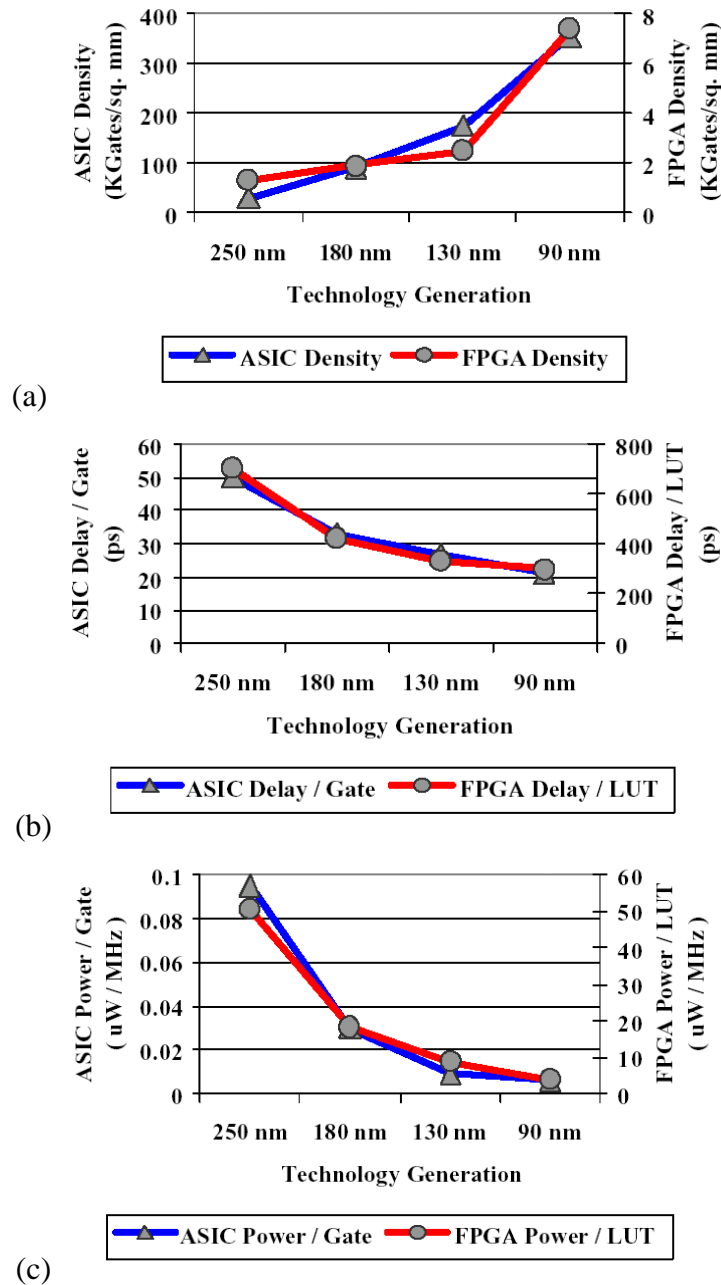 400
300
200
100
0
ASIC Density
(KGates/sq. mm)
8
6
4
2
0
FPGA Density
(KGates/sq. mm)
250 nm 180 nm 130 nm 90 nm
Technology Generation
ASIC Density FPGA Density
(a)
60
50
40
30
20
10
0
ASIC Delay / Gate
(ps)
800
600
400
200
0
FPGA Delay / LUT
(ps)
250 nm 180 nm 130 nm 90 nm
Technology Generation
ASIC Delay / Gate FPGA Delay / LUT
(b)
0.1
0.08
0.06
0.04
0.02
0
ASIC Power / Gate
( uW / MHz)
60
50
40
30
20
10
0
FPGA Power / LUT
( uW / MHz)
250 nm 180 nm 130 nm 90 nm
Technology Generation
ASIC Power / Gate FPGA Power / LUT
(c)